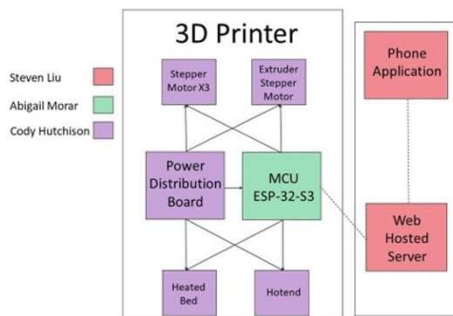 3D Printer
Steven Liu
Abigail Morar
Cody Hutchison
Stepper
Motor X3
Extruder
Stepper
Motor
Power
Distribution
Board
MCU
ESP-32-S3
Heated
Bed
Hotend
Phone
Application
Web
Hosted
Server